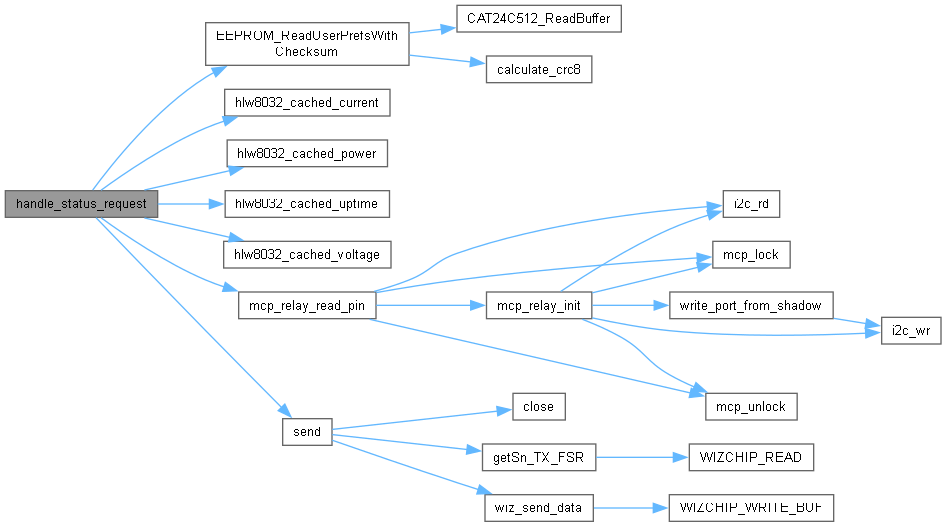 CAT24C512_ReadBuffer
EEPROM_ReadUserPrefsWith
Checksum
calculate_crc8
hlw8032_cached_current
hlw8032_cached_power
handle_status_request
hlw8032_cached_uptime
i2c_rd
hlw8032_cached_voltage
mcp_lock
mcp_relay_read_pin
mcp_relay_init
write_port_from_shadow
i2c_wr
close
mcp_unlock
send
getSn_TX_FSR
WIZCHIP_READ
wiz_send_data
WIZCHIP_WRITE_BUF